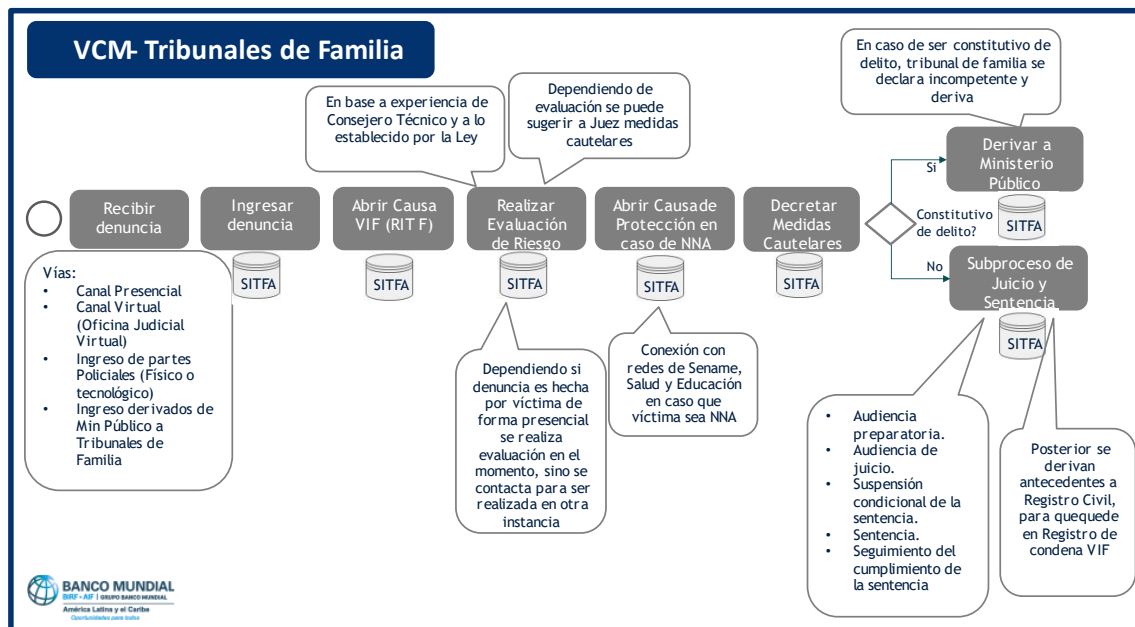 VCM- Tribunales de Familia
En base a experiencia de
Consejero Técnico y a lo
establecido por la Ley
Dependiendo de
evaluación se puede
sugerir a Juez medidas
cautelares
En caso de ser constitutivo de
delito, tribunal de familia se
declara incompetente y
deriva
Recibir
denuncia
Ingresar
denuncia
SITFA
Abrir Causa
VIF (RIT F)
SITFA
Realizar
Evaluación
de Riesgo
SITFA
Abrir Causa de
Protección en
caso de NNA
SITFA
Decretar
Medidas
Cautelares
SITFA
Constitutivo
de delito?
Si
Derivar a
Ministerio
Público
SITFA
No
Subproceso de
Juicio y
Sentencia
SITFA
Vías:
• Canal Presencial
• Canal Virtual
(Oficina Judicial
Virtual)
• Ingreso de partes
Policiales (Físico o
tecnológico)
• Ingreso derivados de
Min Público a
Tribunales de
Familia
Dependiendo si
denuncia es hecha
por víctima de
forma presencial
se realiza
evaluación en el
momento, sino se
contacta para ser
realizada en otra
instancia
Conexión con
redes de Sename,
Salud y Educación
en caso que
víctima sea NNA
• Audiencia
preparatoria.
• Audiencia de
juicio.
• Suspensión
condicional de la
sentencia.
• Sentencia.
• Seguimiento del
cumplimiento de
la sentencia
Posterior se
derivan
antecedentes a
Registro Civil,
para quequede
en Registro de
condena VIF
BANCO MUNDIAL
BIRF - AIF | GRUPO BANCO MUNDIAL
América Latina y el Caribe
Oportunidades para todos